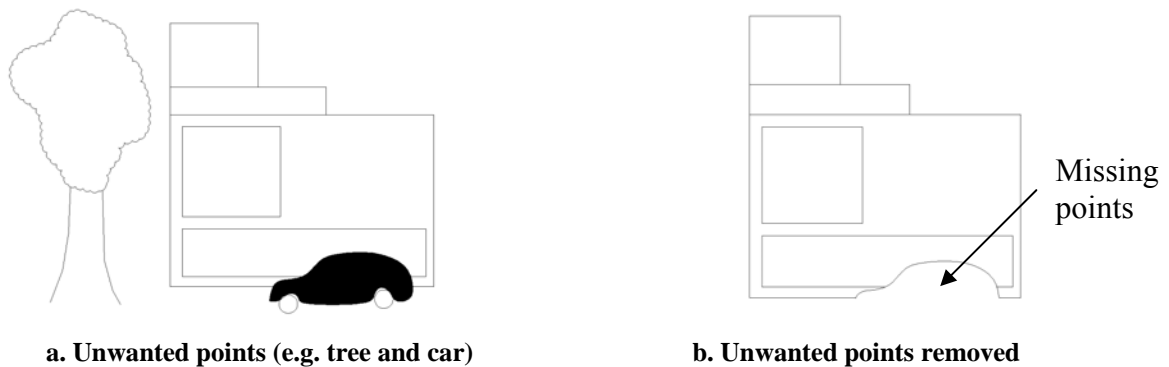 Missing
points
a. Unwanted points (e.g. tree and car)
b. Unwanted points removed